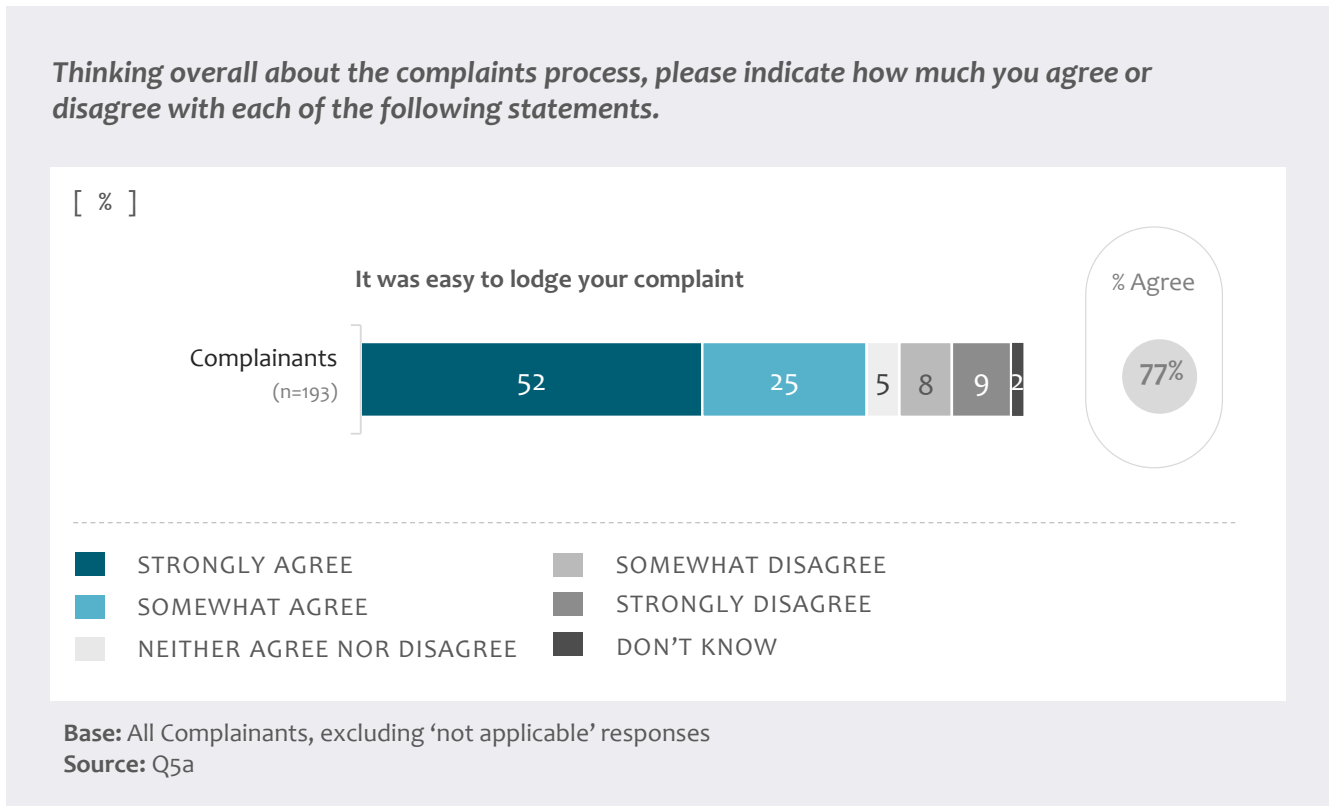 Thinking overall about the complaints process, please indicate how much you agree or
disagree with each of the following statements.
[ % ]
It was easy to lodge your complaint
% Agree
Complainants
(n=193)
52
25
5
8
9
2
77%
STRONGLY AGREE
SOMEWHAT AGREE
NEITHER AGREE NOR DISAGREE
SOMEWHAT DISAGREE
STRONGLY DISAGREE
DON'T KNOW
Base: All Complainants, excluding ‘not applicable’ responses
Source: Q5a